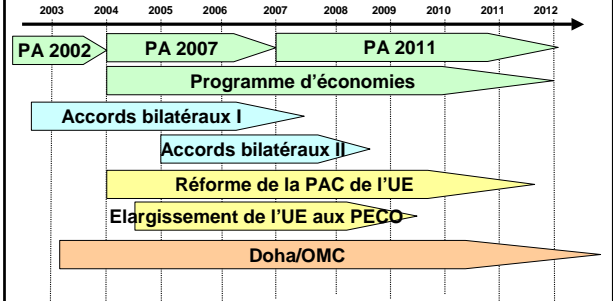 2003 2004 2005 2006 2007 2008 2009 2010 2011 2012
PA 2002 PA 2007 PA 2011
Programme d’économies
Accords bilatéraux I
Accords bilatéraux II
Réforme de la PAC de l’UE
Elargissement de l’UE aux PECO
Doha/OMC